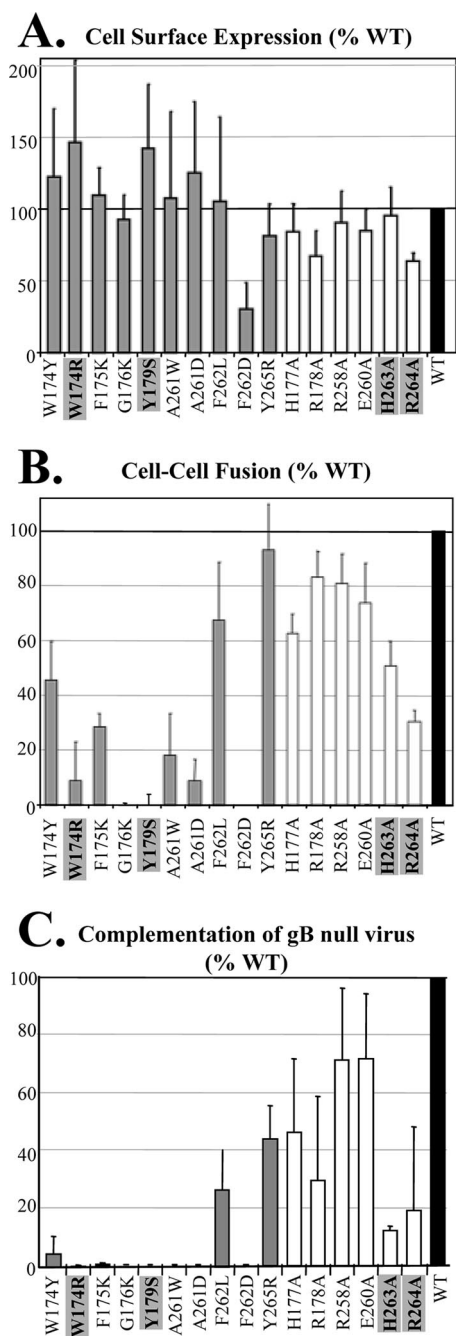 A. Cell Surface Expression (% WT)
200
150
100
50
0
W174Y
W174R
F175K
G176K
Y179S
A261W
A261D
F262L
F262D
Y265R
H177A
R178A
R258A
E260A
H263A
R264A
WT
B. Cell-Cell Fusion (% WT)
100
80
60
40
20
0
W174Y
W174R
F175K
G176K
Y179S
A261W
A261D
F262L
F262D
Y265R
H177A
R178A
R258A
E260A
H263A
R264A
WT
C. Complementation of gB null virus
(% WT)
100
80
60
40
20
0
W174Y
W174R
F175K
G176K
Y179S
A261W
A261D
F262L
F262D
Y265R
H177A
R178A
R258A
E260A
H263A
R264A
WT